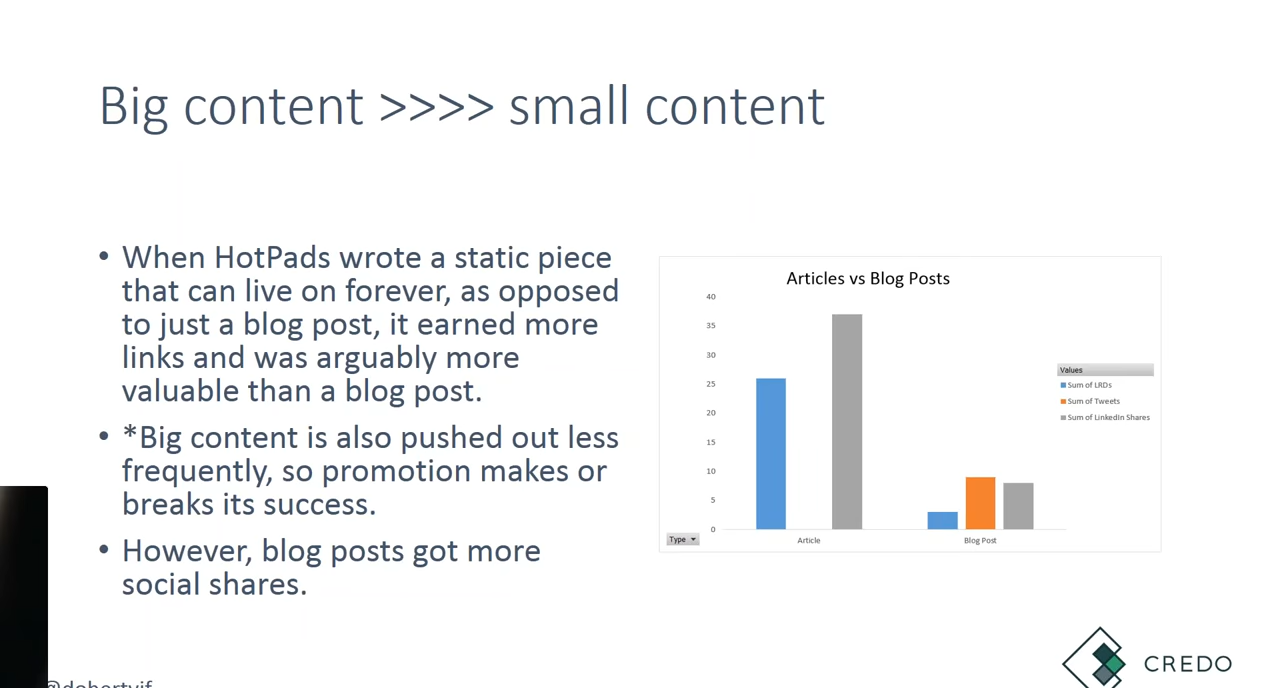 Big content >>>> small content
• When HotPads wrote a static piece
that can live on forever, as opposed
to just a blog post, it earned more
links and was arguably more
valuable than a blog post.
• *Big content is also pushed out less
frequently, so promotion makes or
breaks its success.
• However, blog posts got more
social shares.
Articles vs Blog Posts
40
35
30
25
20
15
10
5
0
Type
Article
Blog Post
Values
Sum of LRDs
Sum of Tweets
Sum of LinkedIn Shares
CREDO